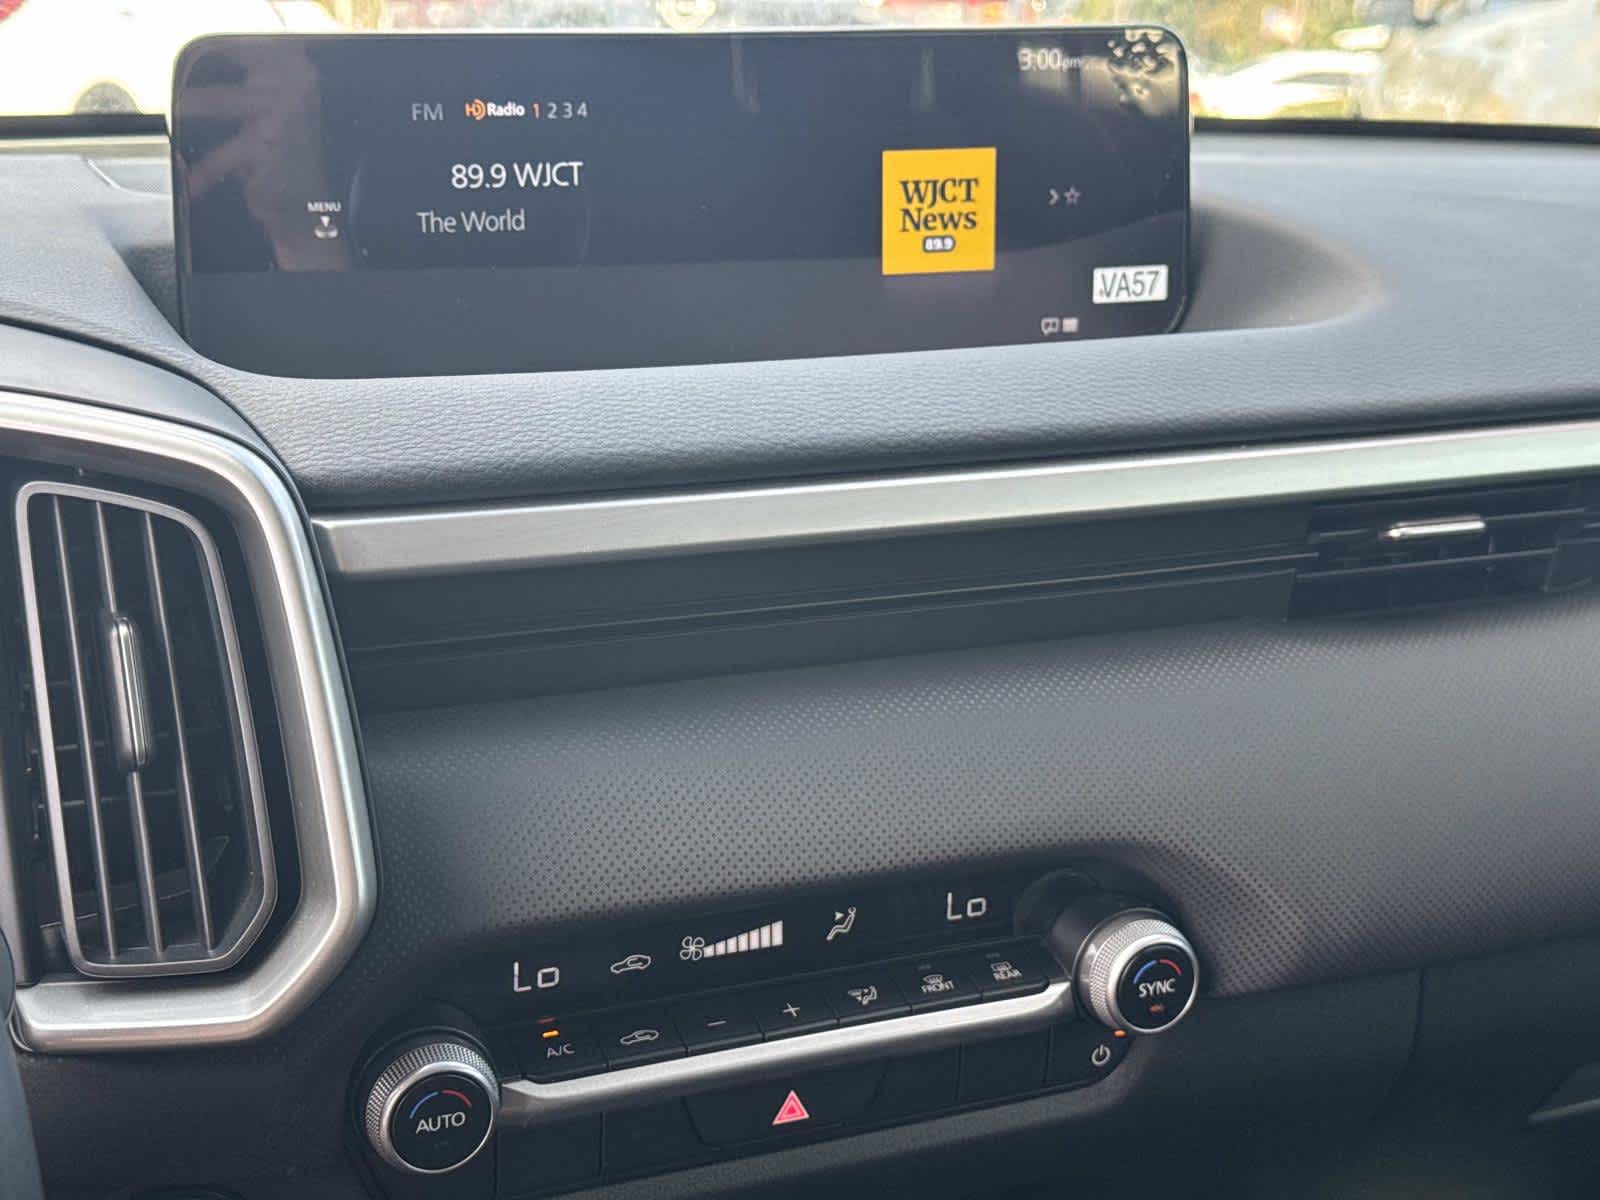 3:00pm
FM HD Radio 1 2 3 4
89.9 WJCT
The World
MENU
WJCT
News
89.9
VA57
Lo
Lo
A/C
−
+
FRONT
REAR
SYNC
AUTO